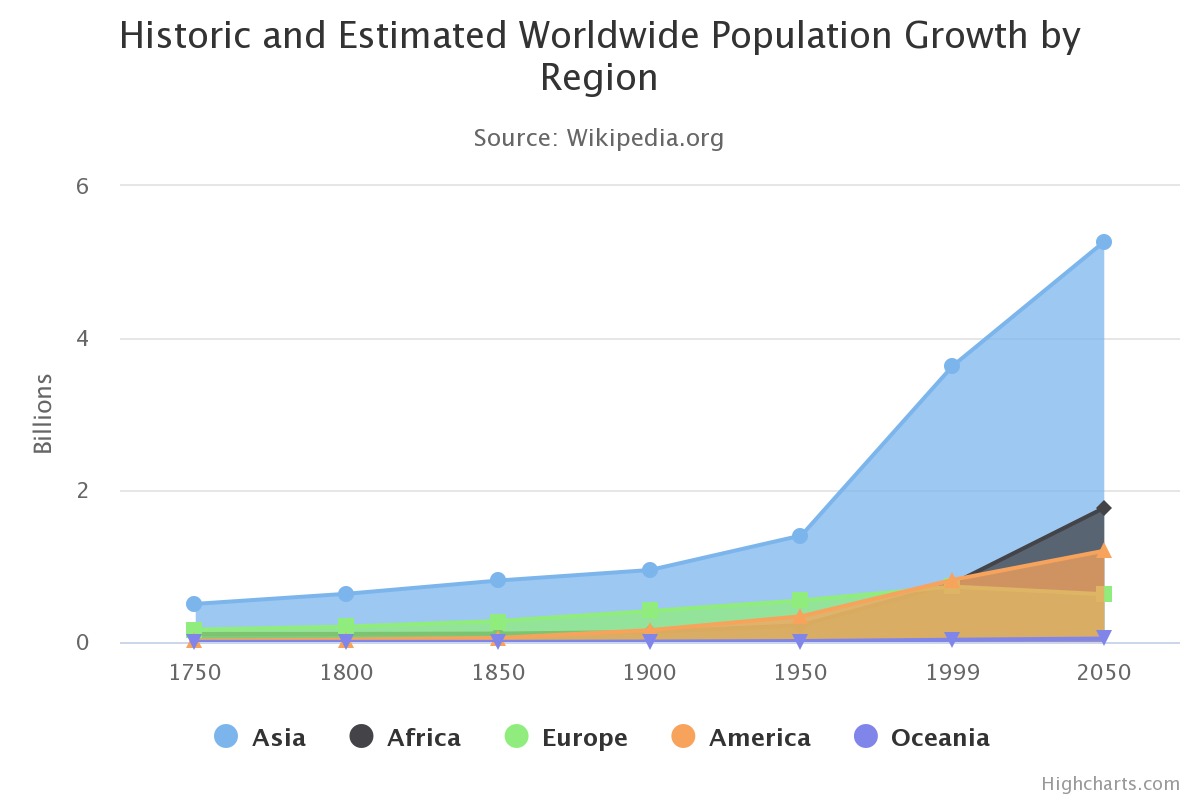 Historic and Estimated Worldwide Population Growth by
Region
Source: Wikipedia.org
6
4
2
0
Billions
1750 1800 1850 1900 1950 1999 2050
Asia Africa Europe America Oceania
Highcharts.com